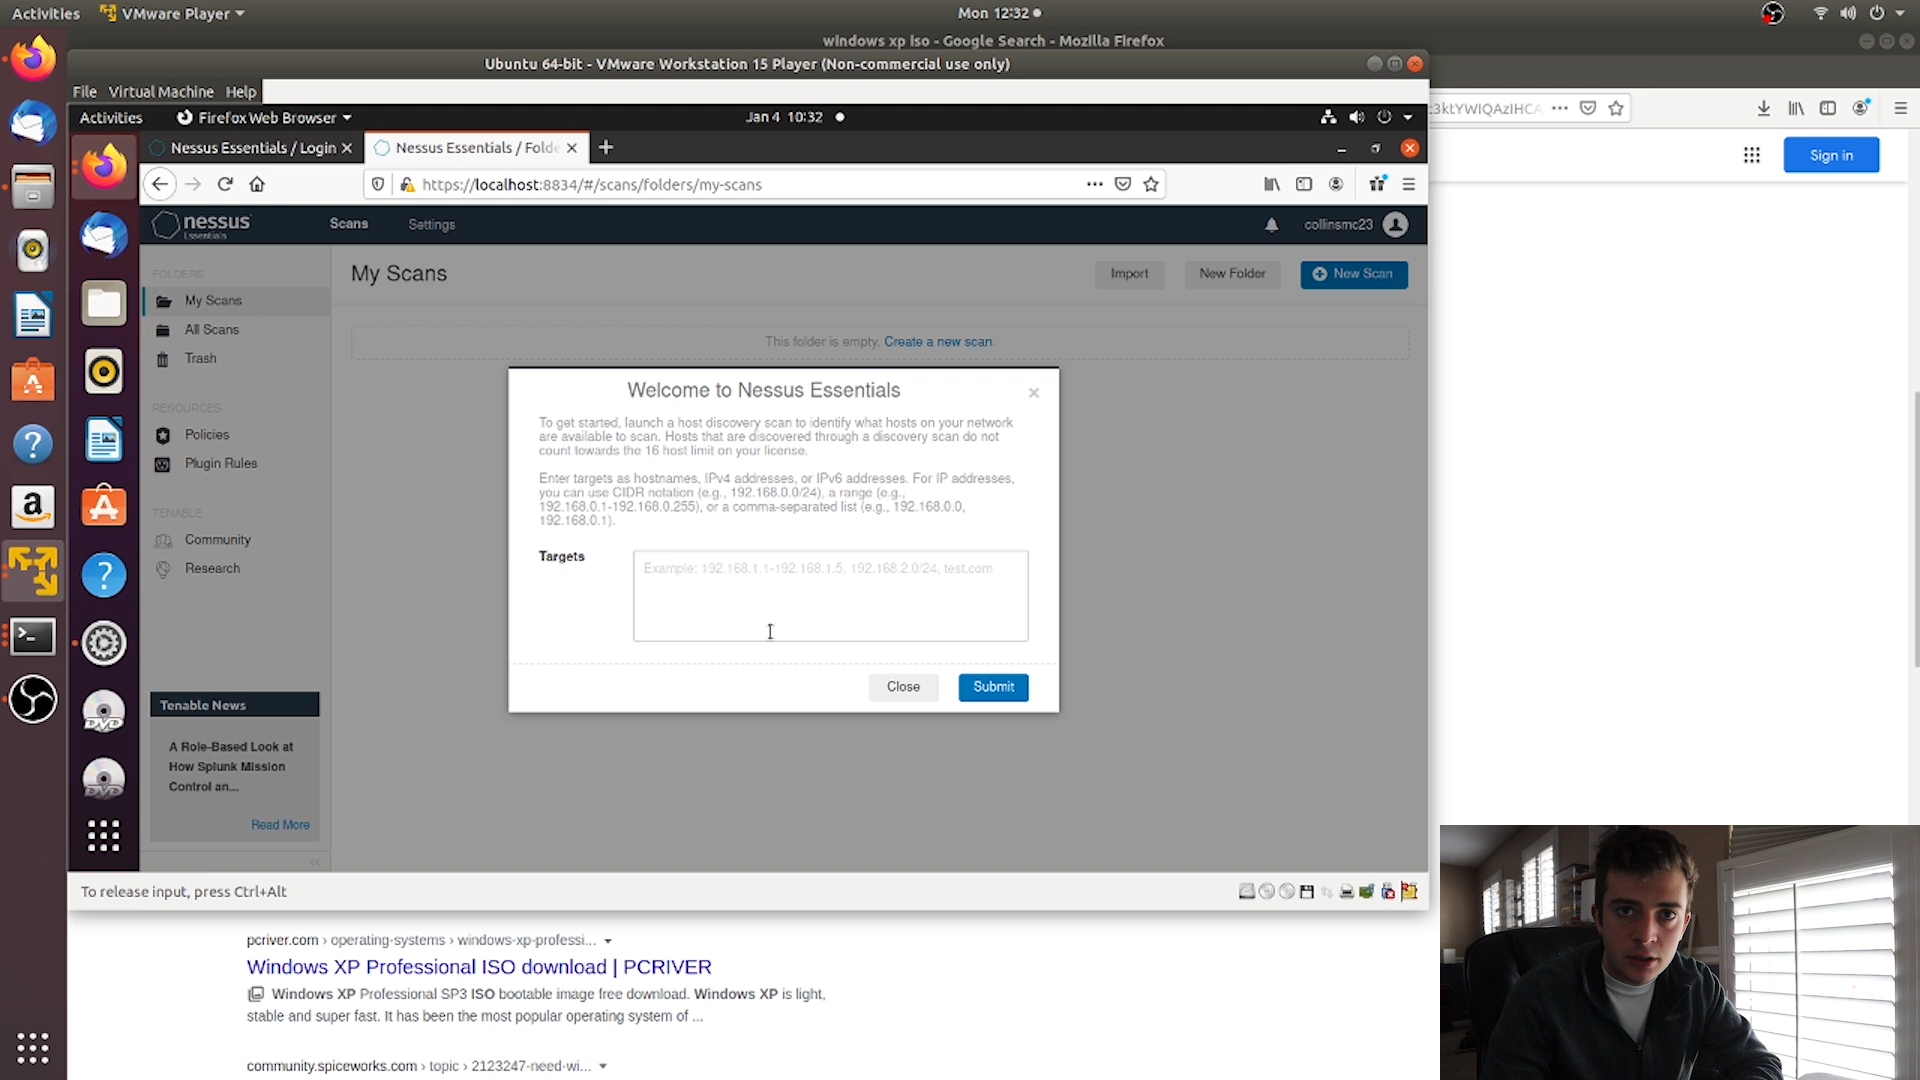 Activities
VMware Player
Mon 12:32
windows xp iso - Google Search - Mozilla Firefox
Ubuntu 64-bit - VMware Workstation 15 Player (Non-commercial use only)
File Virtual Machine Help
Activities
Firefox Web Browser
Jan 4 10:32
Nessus Essentials / Login
Nessus Essentials / Folde
https://localhost:8834/#/scans/folders/my-scans
Sign in
nessus
Essentials
Scans
Settings
collinsmc23
FOLDERS
My Scans
All Scans
Trash
RESOURCES
Policies
Plugin Rules
TENABLE
Community
Research
Tenable News
A Role-Based Look at
How Splunk Mission
Control an...
Read More
My Scans
Import
New Folder
New Scan
This folder is empty. Create a new scan.
Welcome to Nessus Essentials
To get started, launch a host discovery scan to identify what hosts on your network
are available to scan. Hosts that are discovered through a discovery scan do not
count towards the 16 host limit on your license.
Enter targets as hostnames, IPv4 addresses, or IPv6 addresses. For IP addresses,
you can use CIDR notation (e.g., 192.168.0.0/24), a range (e.g.,
192.168.0.1-192.168.0.255), or a comma-separated list (e.g., 192.168.0.0,
192.168.0.1).
Targets
Example: 192.168.1.1-192.168.1.5, 192.168.2.0/24, test.com
Close
Submit
To release input, press Ctrl+Alt
pcriver.com › operating-systems › windows-xp-professi...
Windows XP Professional ISO download | PCRIVER
Windows XP Professional SP3 ISO bootable image free download. Windows XP is light,
stable and super fast. It has been the most popular operating system of ...
community.spiceworks.com › topic › 2123247-need-wi...